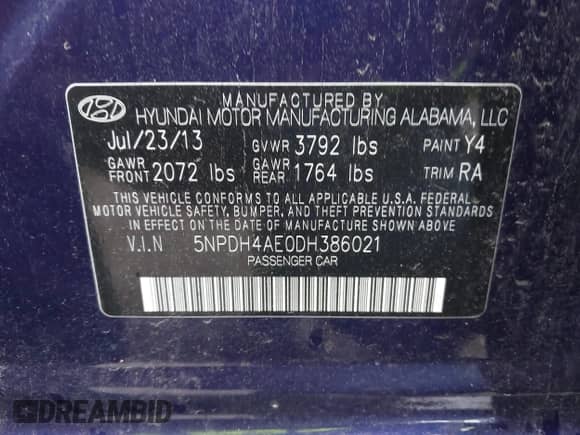 MANUFACTURED BY
HYUNDAI MOTOR MANUFACTURING ALABAMA, LLC
Jul/23/13 GVWR 3792 lbs PAINT Y4
GAWR FRONT 2072 lbs GAWR REAR 1764 lbs TRIM RA
THIS VEHICLE CONFORMS TO ALL APPLICABLE U.S.A. FEDERAL
MOTOR VEHICLE SAFETY, BUMPER, AND THEFT PREVENTION STANDARDS
IN EFFECT ON THE DATE OF MANUFACTURE SHOWN ABOVE
V.I.N 5NPDH4AE0DH386021
PASSENGER CAR
DREAMBID